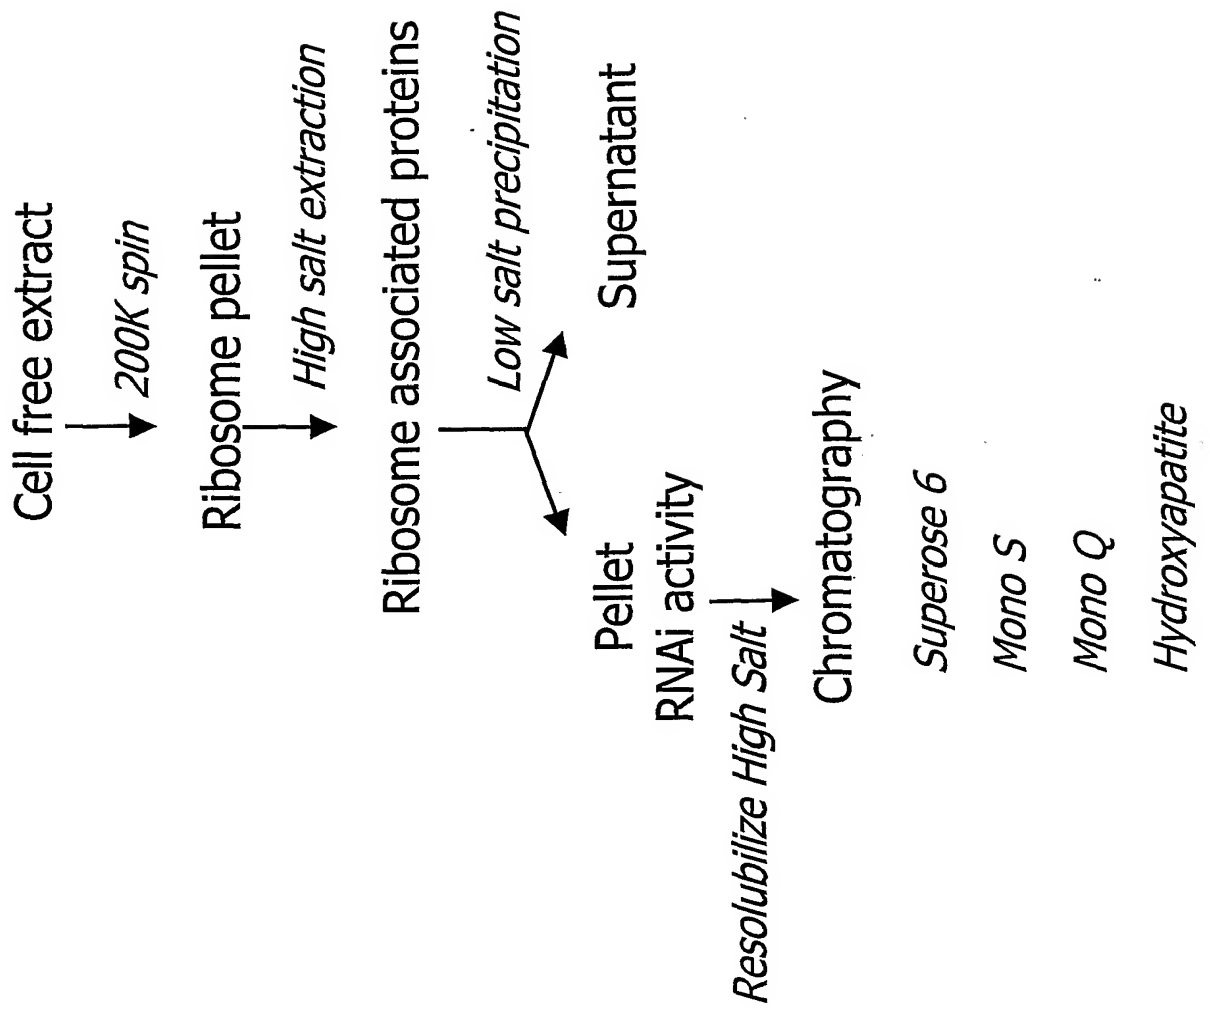 Cell free extract
200K spin
Ribosome pellet
High salt extraction
Ribosome associated proteins
Low salt precipitation
Pellet
Supernatant
RNAi activity
Resolubilize High Salt
Chromatography
Superose 6
Mono S
Mono Q
Hydroxyapatite